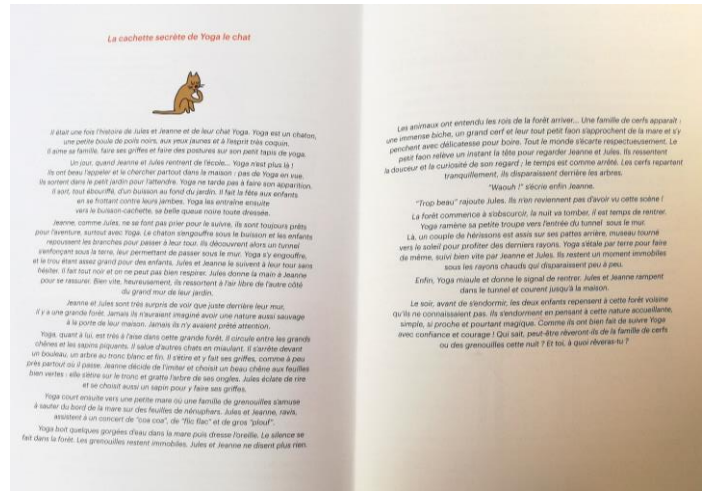 La cachette secrète de Yoga le chat
Il était une fois l'histoire de Jules et Jeanne et de leur chat Yoga. Yoga est un chaton,
une petite boule de poils noirs, aux yeux jaunes et à l'esprit très coquin.
Il aime sa famille, faire ses griffes et faire des postures sur son petit tapis de yoga.
Un jour, quand Jeanne et Jules rentrent de l'école... Yoga n'est plus là !
Ils ont beau l'appeler et le chercher partout dans la maison : pas de Yoga en vue.
Ils sortent dans le petit jardin pour l'attendre. Yoga ne tarde pas à faire son apparition.
Il sort, tout ébouriffé, d'un buisson au fond du jardin. Il fait la fête aux enfants
en se frottant contre leurs jambes. Yoga les entraîne ensuite
vers le buisson-cachette, sa belle queue noire toute dressée.
Jeanne, comme Jules, ne se font pas prier pour le suivre. Ils sont toujours prêts
pour l'aventure, surtout avec Yoga. Le chaton s'engouffre sous le buisson et les enfants
repoussent les branches pour passer à leur tour. Ils découvrent alors un tunnel
s'enfonçant sous la terre, leur permettant de passer sous le mur. Yoga s'y engouffre,
et le trou étant assez grand pour des enfants, Jules et Jeanne le suivent à leur tour sans
hésiter. Il fait tout noir et on ne peut pas bien respirer. Jules donne la main à Jeanne
pour se rassurer. Bien vite, heureusement, ils ressortent à l'air libre de l'autre côté
du grand mur de leur jardin.
Jeanne et Jules sont très surpris de voir que juste derrière leur mur,
il y a une grande forêt. Jamais ils n'auraient imaginé avoir une nature aussi sauvage
à la porte de leur maison. Jamais ils n'y avaient prêté attention.
Yoga, quant à lui, est très à l'aise dans cette grande forêt. Il circule entre les grands
chênes et les sapins piquants. Il salue d'autres chats en miaulant. Il s'arrête devant
un bouleau, un arbre au tronc blanc et fin. Il s'étire et y fait ses griffes, comme à peu
près partout où il passe. Jeanne décide de l'imiter et choisit un beau chêne aux feuilles
bien vertes : elle s'étire sur le tronc et gratte l'arbre de ses ongles. Jules éclate de rire
et se choisit aussi un sapin pour y faire ses griffes.
Yoga court ensuite vers une petite mare où une famille de grenouilles s'amuse
à sauter du bord de la mare sur des feuilles de nénuphars. Jules et Jeanne, ravis,
assistent à un concert de "coa coa", de "flic flac" et de gros "plouf".
Yoga boit quelques gorgées d'eau dans la mare puis dresse l'oreille. Le silence se
fait dans la forêt. Les grenouilles restent immobiles. Jules et Jeanne ne disent plus rien.
Les animaux ont entendu les rois de la forêt arriver... Une famille de cerfs apparaît :
une immense biche, un grand cerf et leur tout petit faon s'approchent de la mare et s'y
penchent avec délicatesse pour boire. Tout le monde s'écarte respectueusement. Le
petit faon relève un instant la tête pour regarder Jeanne et Jules. Ils ressentent
la douceur et la curiosité de son regard ; le temps est comme arrêté. Les cerfs repartent
tranquillement, ils disparaissent derrière les arbres.
"Waouh !" s'écrie enfin Jeanne.
"Trop beau" rajoute Jules. Ils n'en reviennent pas d'avoir vu cette scène !
La forêt commence à s'obscurcir, la nuit va tomber, il est temps de rentrer.
Yoga ramène sa petite troupe vers l'entrée du tunnel sous le mur.
Là, un couple de hérissons est assis sur ses pattes arrière, museau tourné
vers le soleil pour profiter des derniers rayons. Yoga s'étale par terre pour faire
de même, suivi bien vite par Jeanne et Jules. Ils restent un moment immobiles
sous les rayons chauds qui disparaissent peu à peu.
Enfin, Yoga miaule et donne le signal de rentrer. Jules et Jeanne rampent
dans le tunnel et courent jusqu'à la maison.
Le soir, avant de s'endormir, les deux enfants repensent à cette forêt voisine
qu'ils ne connaissaient pas. Ils s'endorment en pensant à cette nature accueillante,
simple, si proche et pourtant magique. Comme ils ont bien fait de suivre Yoga
avec confiance et courage ! Qui sait, peut-être rêveront-ils de la famille de cerfs
ou des grenouilles cette nuit ? Et toi, à quoi rêveras-tu ?